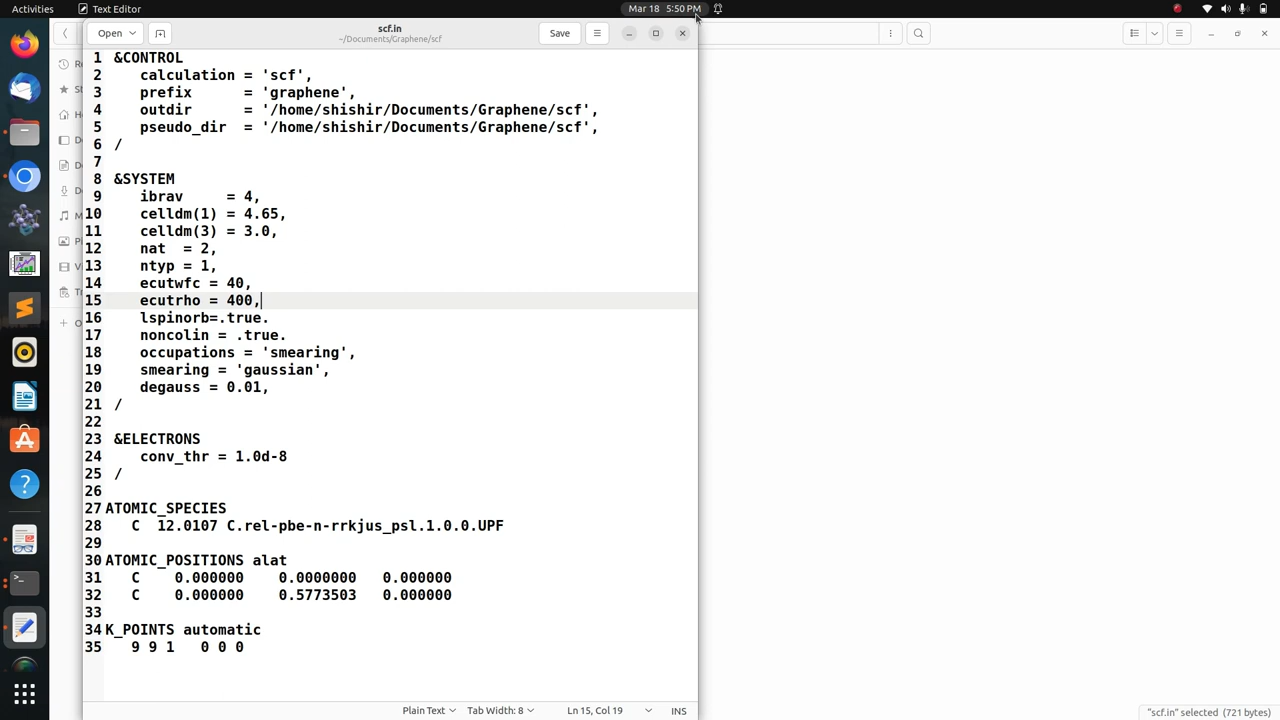 Activities Text Editor Mar 18 5:50 PM
Open scf.in Save
~/Documents/Graphene/scf
1 &CONTROL
2 calculation = 'scf',
3 prefix = 'graphene',
4 outdir = '/home/shishir/Documents/Graphene/scf',
5 pseudo_dir = '/home/shishir/Documents/Graphene/scf',
6 /
7
8 &SYSTEM
9 ibrav = 4,
10 celldm(1) = 4.65,
11 celldm(3) = 3.0,
12 nat = 2,
13 ntyp = 1,
14 ecutwfc = 40,
15 ecutrho = 400,
16 lspinorb=.true.
17 noncolin = .true.
18 occupations = 'smearing',
19 smearing = 'gaussian',
20 degauss = 0.01,
21 /
22
23 &ELECTRONS
24 conv_thr = 1.0d-8
25 /
26
27 ATOMIC_SPECIES
28 C 12.0107 C.rel-pbe-n-rrkjus_psl.1.0.0.UPF
29
30 ATOMIC_POSITIONS alat
31 C 0.000000 0.0000000 0.000000
32 C 0.000000 0.5773503 0.000000
33
34 K_POINTS automatic
35 9 9 1 0 0 0
Plain Text Tab Width: 8 Ln 15, Col 19 INS
"scf.in" selected (721 bytes)